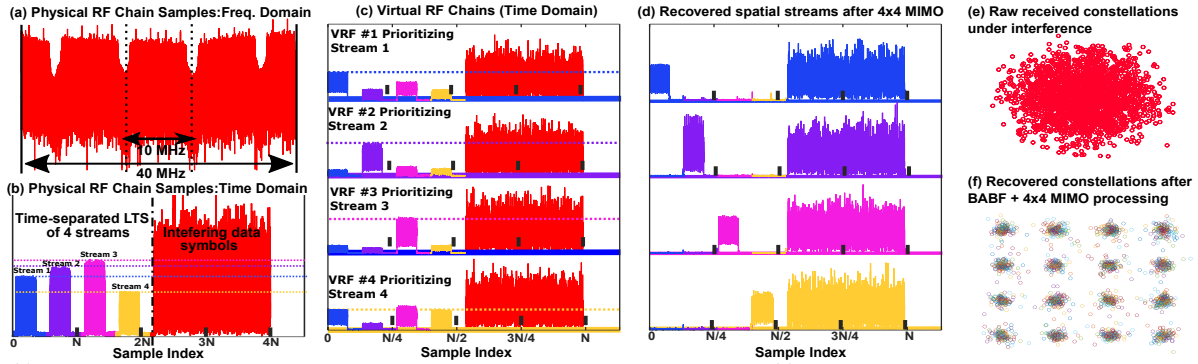 (a) Physical RF Chain Samples:Freq. Domain
10 MHz
40 MHz
(b) Physical RF Chain Samples:Time Domain
Time-separated LTS
of 4 streams
Intefering data
symbols
Stream 1
Stream 2
Stream 3
Stream 4
N
2N
3N
4N
Sample Index
(c) Virtual RF Chains (Time Domain)
VRF #1 Prioritizing
Stream 1
VRF #2 Prioritizing
Stream 2
VRF #3 Prioritizing
Stream 3
VRF #4 Prioritizing
Stream 4
N/4
N/2
3N/4
N
Sample Index
(d) Recovered spatial streams after 4x4 MIMO
N/4
N/2
3N/4
N
Sample Index
(e) Raw received constellations
under interference
(f) Recovered constellations after
BABF + 4x4 MIMO processing